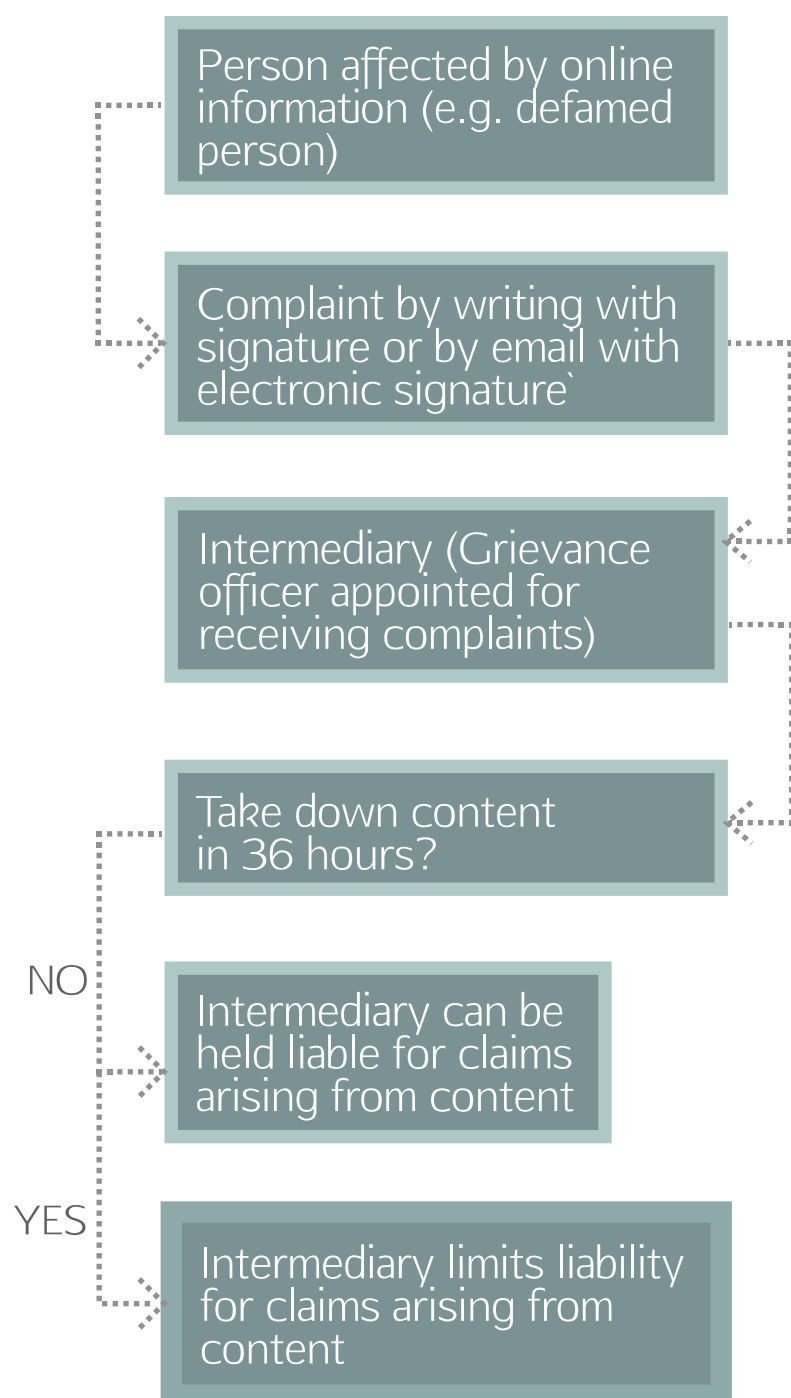 Person affected by online
information (e.g. defamed
person)
Complaint by writing with
signature or by email with
electronic signature`
Intermediary (Grievance
officer appointed for
receiving complaints)
Take down content
in 36 hours?
NO
Intermediary can be
held liable for claims
arising from content
YES
Intermediary limits liability
for claims arising from
content